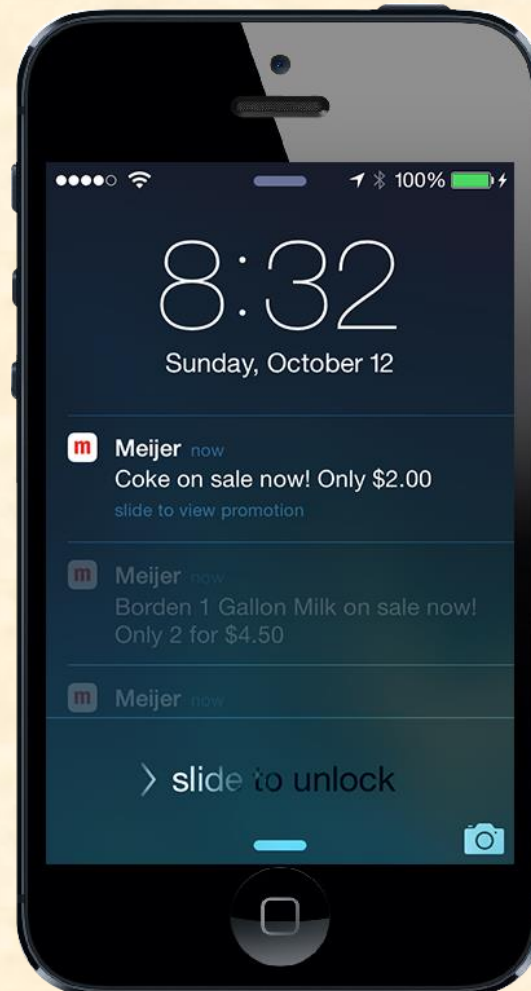 100%
8:32
Sunday, October 12
m Meijer now
Coke on sale now! Only $2.00
slide to view promotion
m Meijer now
Borden 1 Gallon Milk on sale now!
Only 2 for $4.50
m Meijer now
slide to unlock